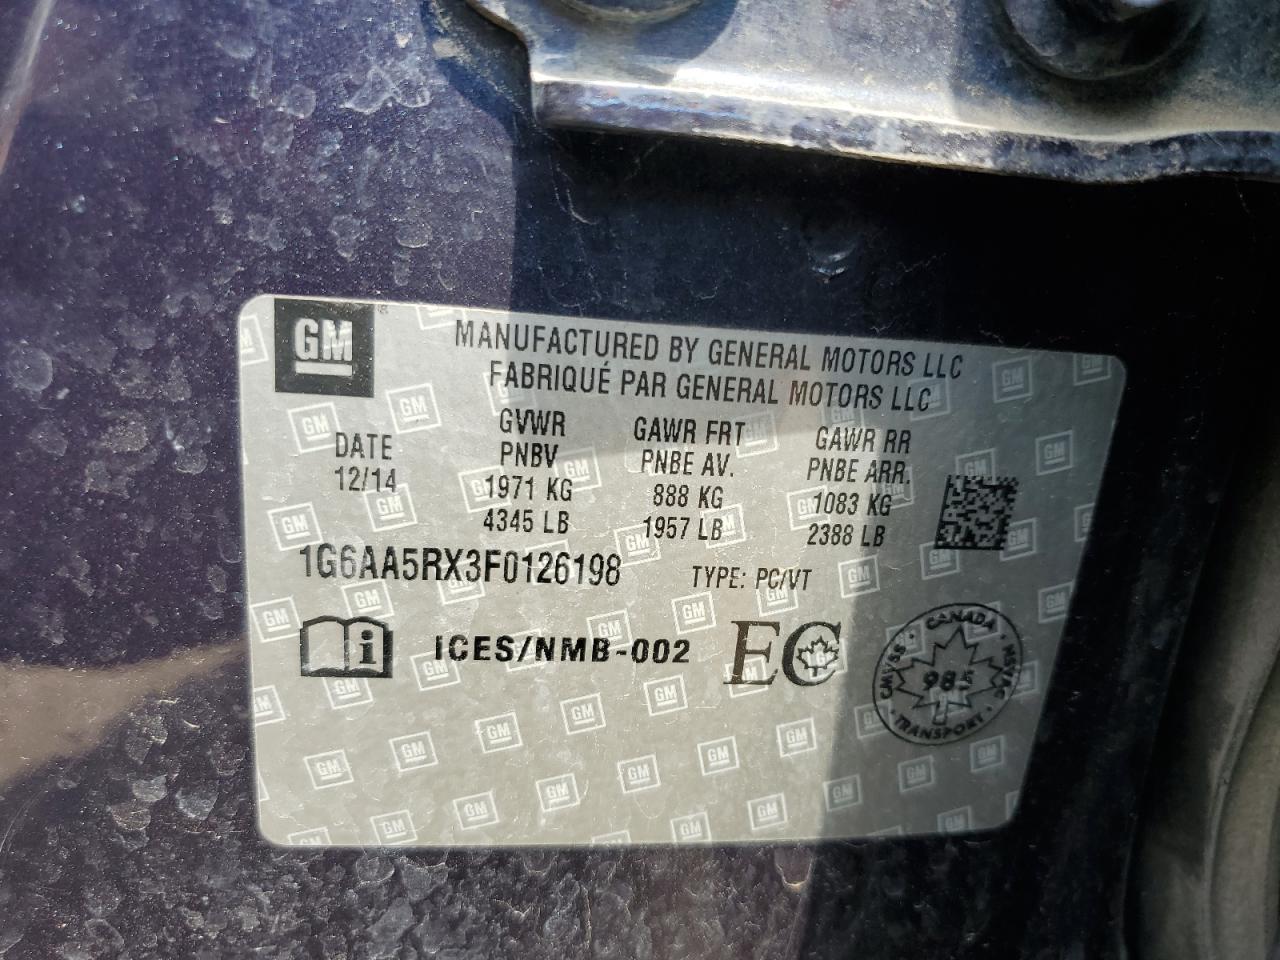 GM
MANUFACTURED BY GENERAL MOTORS LLC
FABRIQUÉ PAR GENERAL MOTORS LLC
DATE GVWR GAWR FRT GAWR RR
12/14 PNBV PNBE AV. PNBE ARR.
1971 KG 888 KG 1083 KG
4345 LB 1957 LB 2388 LB
1G6AA5RX3F0126198 TYPE: PC/VT
i ICES/NMB-002 EC
CANADA
CMVSS 985 NSVAC
TRANSPORT